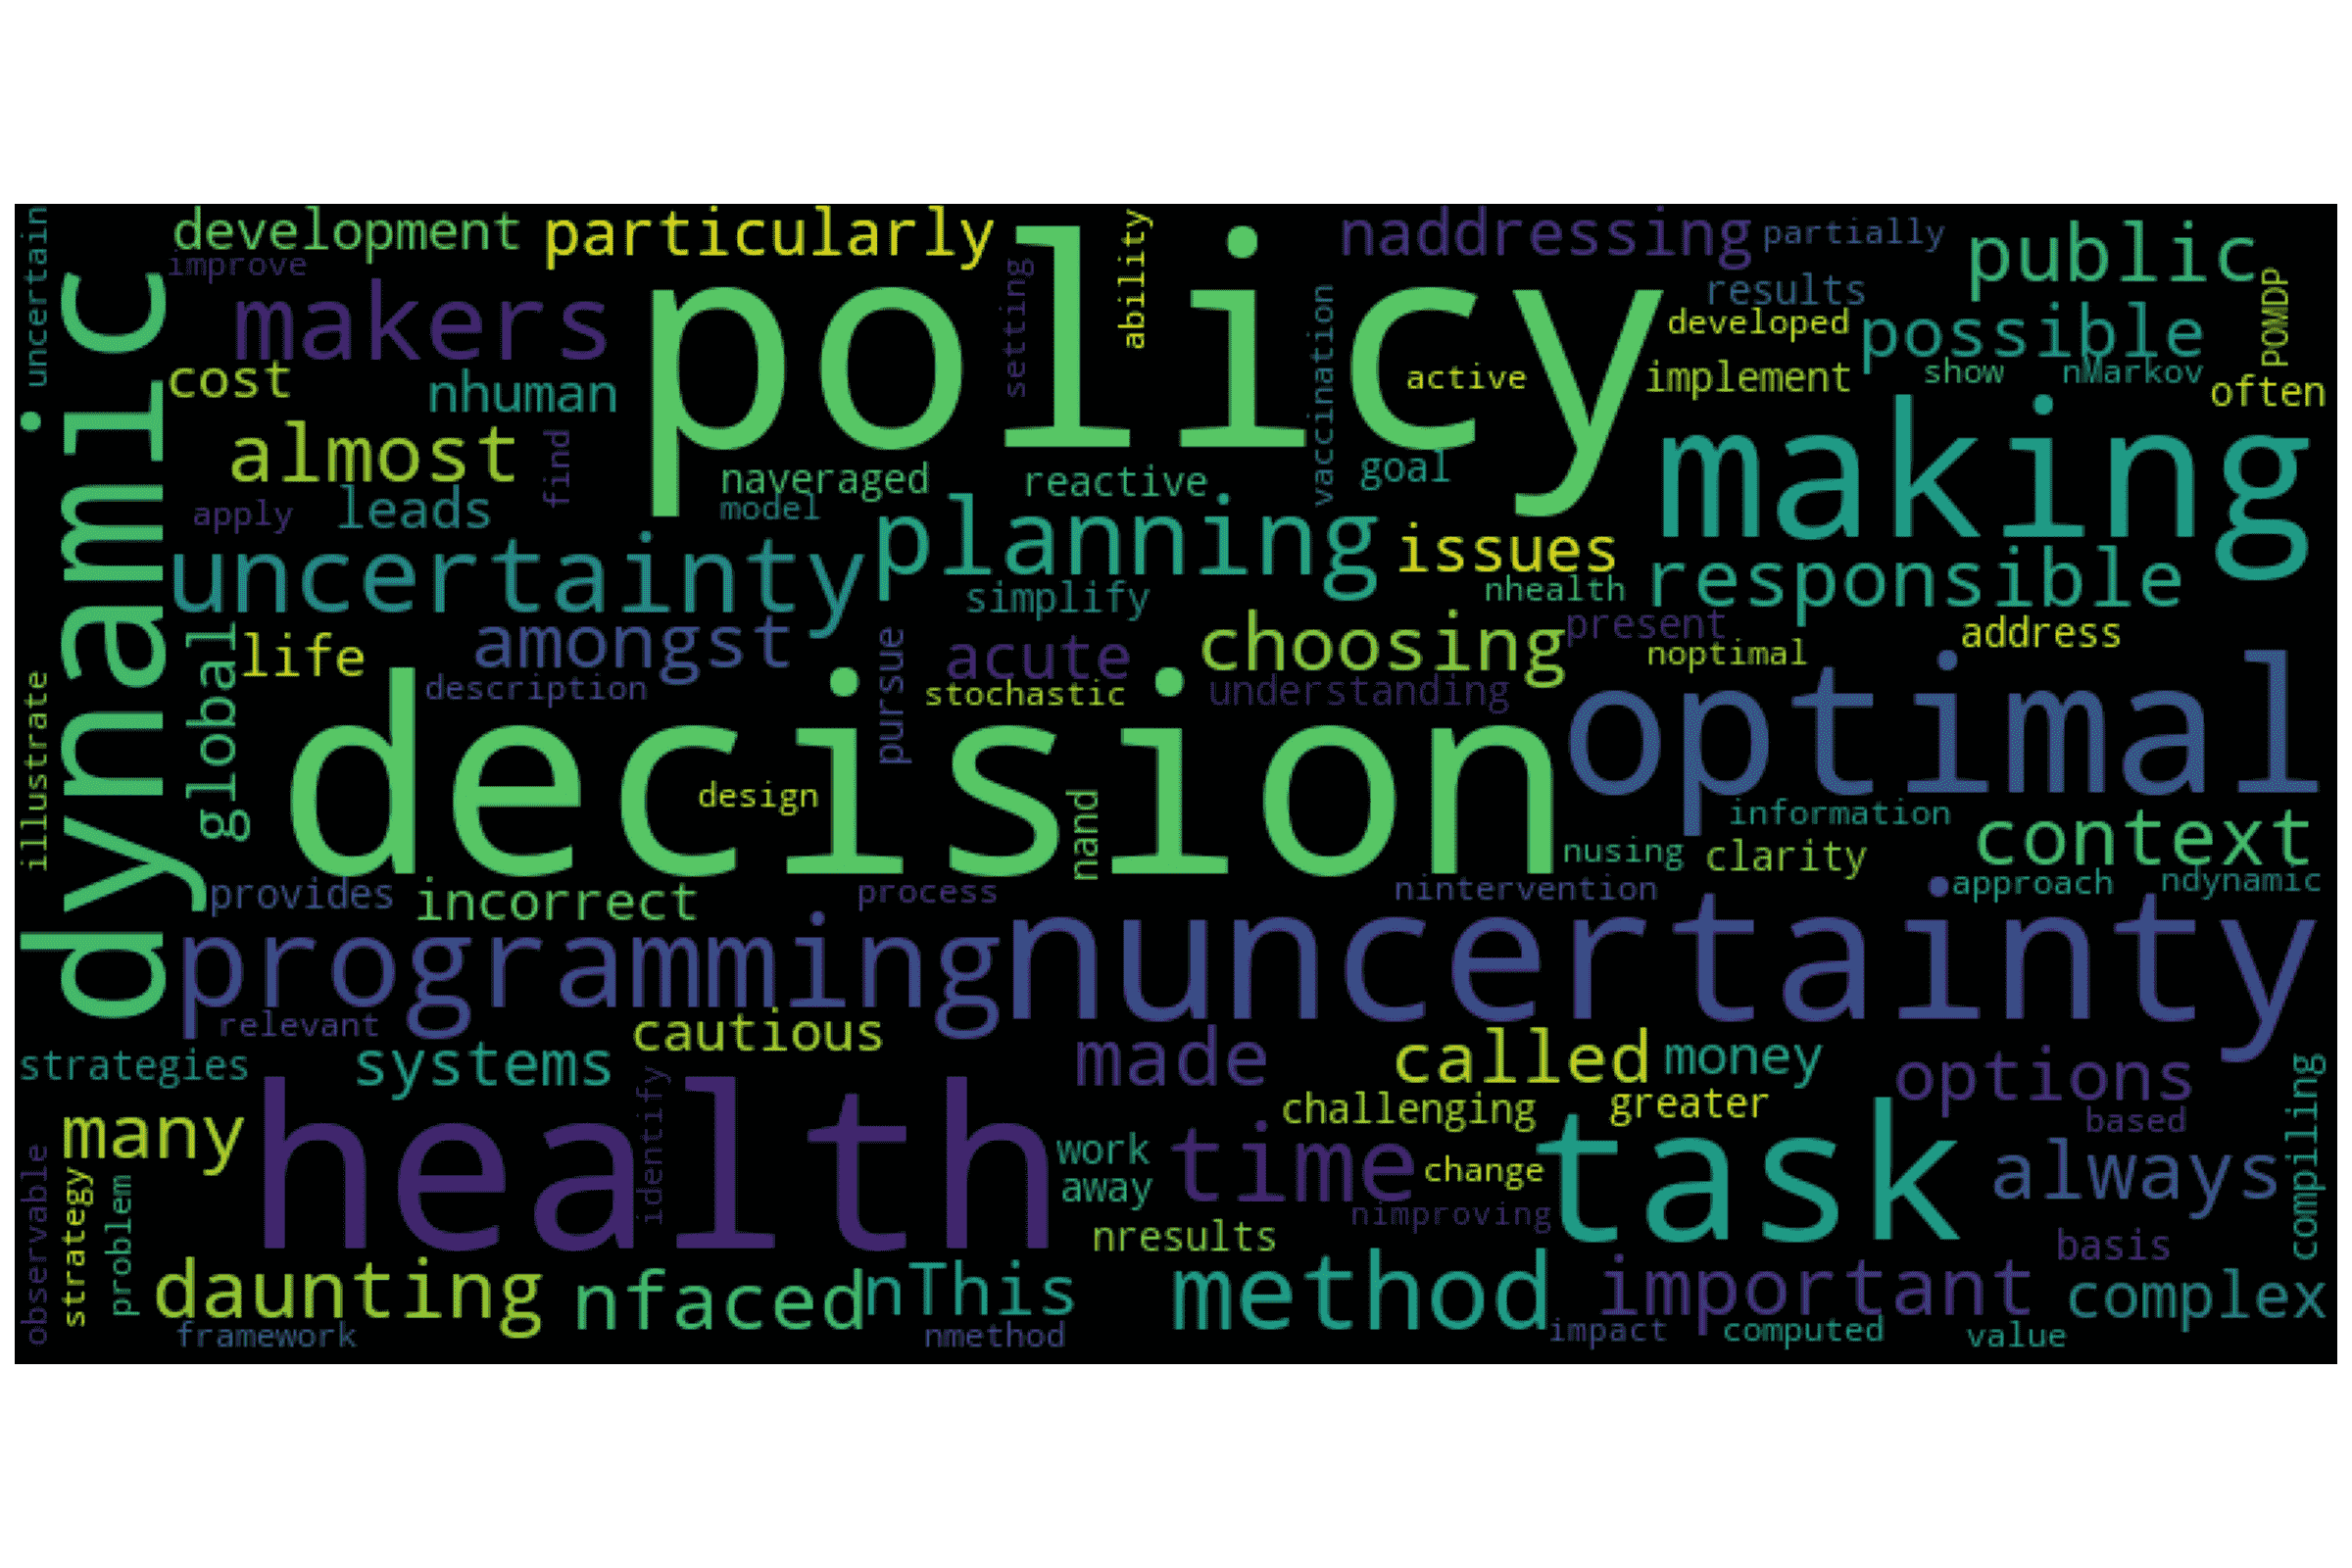 uncertain
development
particularly
ability
naddressing
partially
public
improve
makers
policy
setting
vaccination
results
developed
possible
POMDP
dynamic
cost
nhuman
active
implement
show
nMarkov
often
almost
find
naveraged
reactive
goal
making
apply
leads
model
planning
issues
uncertainty
simplify
nhealth
responsible
global
life
amongst
pursue
acute
choosing
present
address
noptimal
illustrate
description
stochastic
understanding
optimal
decision
design
nand
information
nusing
clarity
context
provides
incorrect
process
nintervention
approach
ndynamic
programming
nuncertainty
relevant
cautious
strategies
systems
made
called
money
options
compiling
many
health
identify
challenging
greater
based
observable
strategy
problem
work
away
time
change
task
always
nresults
nimproving
basis
daunting
nfaced
nThis
method
important
complex
framework
nmethod
impact
computed
value